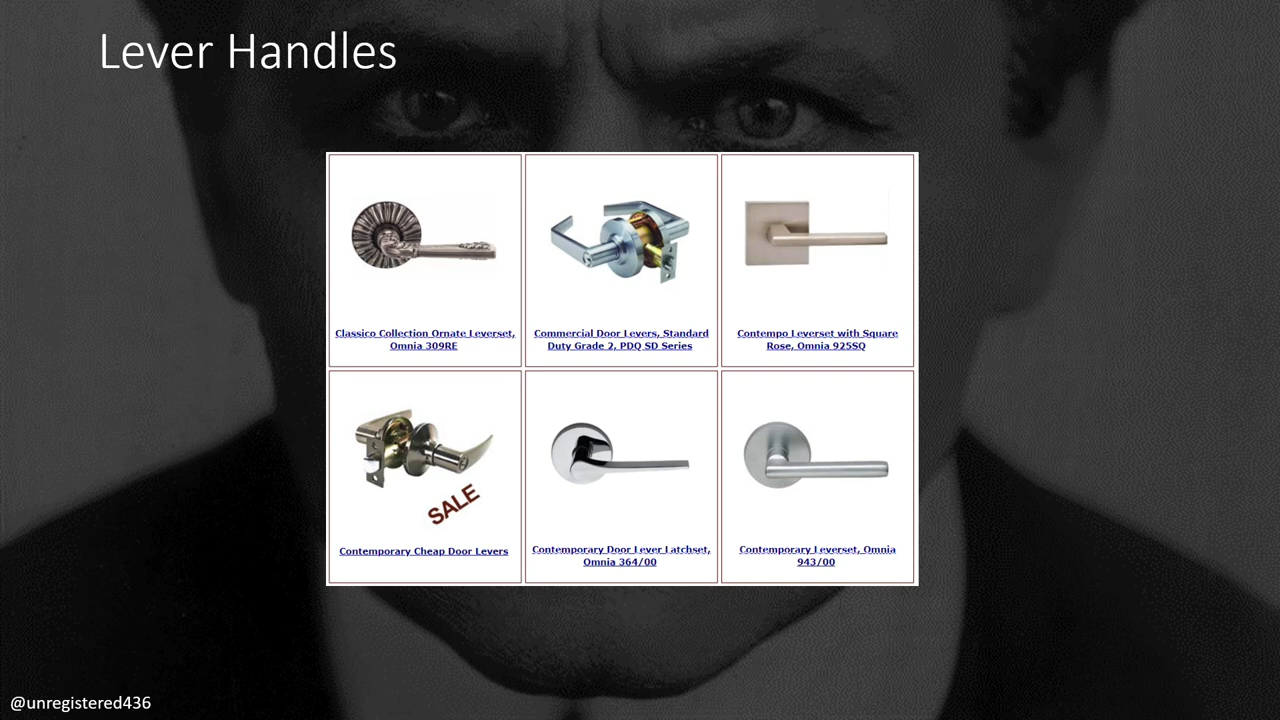 Lever Handles
Classico Collection Ornate Leverset,
Omnia 309RE
Commercial Door Levers, Standard
Duty Grade 2, PDQ SD Series
Contempo Leverset with Square
Rose, Omnia 925SQ
SALE
Contemporary Cheap Door Levers
Contemporary Door Lever Latchset,
Omnia 364/00
Contemporary Leverset, Omnia
943/00
@unregistered436